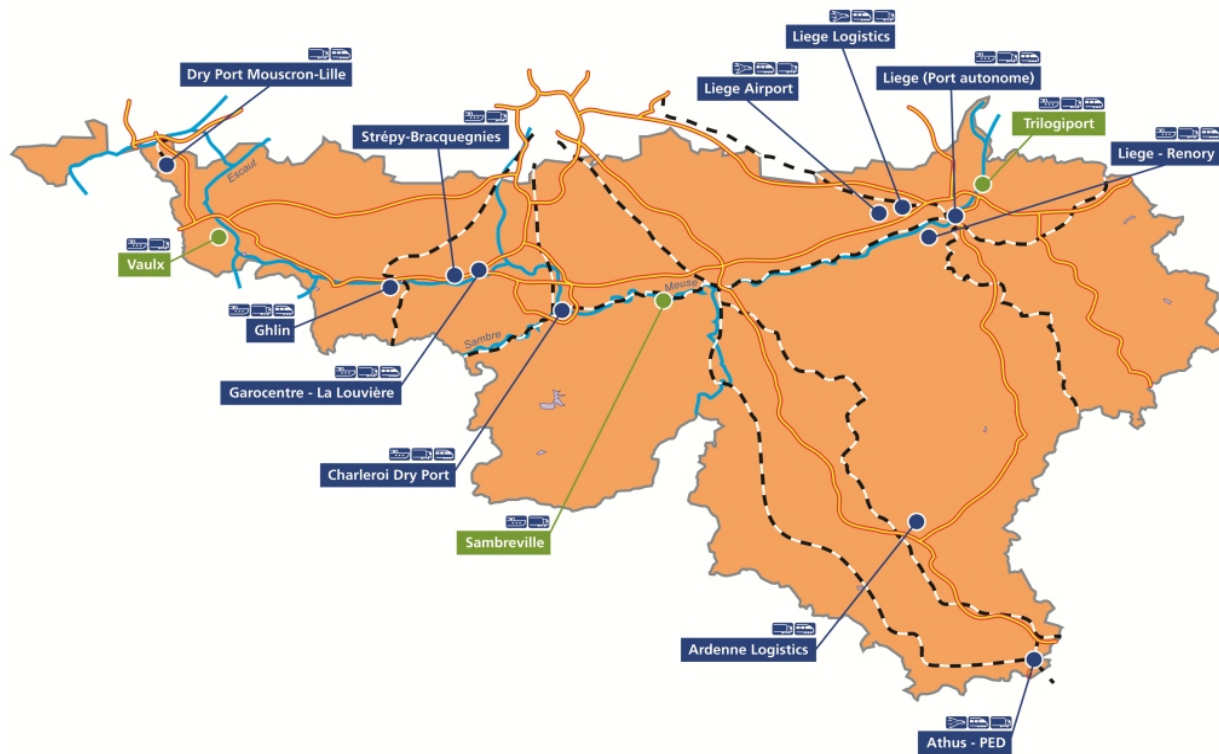 Liege Logistics
Dry Port Mouscron-Lille
Liege Airport
Liege (Port autonome)
Strépy-Bracquegnies
Trilogiport
Liege - Renory
Escaut
Vaulx
Meuse
Ghlin
Sambre
Garocentre - La Louvière
Charleroi Dry Port
Sambreville
Ardenne Logistics
Athus - PED